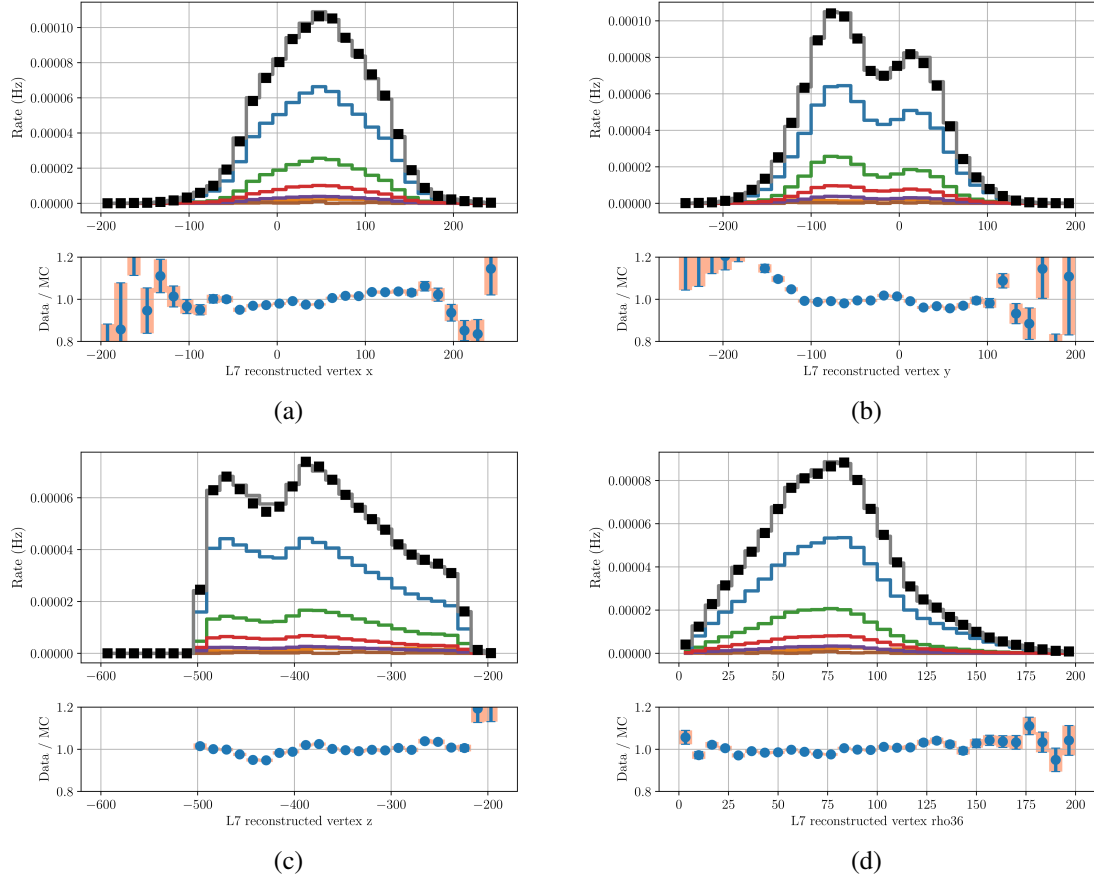 0.00010
0.00008
0.00006
0.00004
0.00002
0.00000
Rate (Hz)
−200 −100 0 100 200
1.2
1.0
0.8
Data / MC
−200 −100 0 100 200
L7 reconstructed vertex x
(a)
0.00010
0.00008
0.00006
0.00004
0.00002
0.00000
Rate (Hz)
−200 −100 0 100 200
1.2
1.0
0.8
Data / MC
−200 −100 0 100 200
L7 reconstructed vertex y
(b)
0.00006
0.00004
0.00002
0.00000
Rate (Hz)
−600 −500 −400 −300 −200
1.2
1.0
0.8
Data / MC
−600 −500 −400 −300 −200
L7 reconstructed vertex z
(c)
0.00008
0.00006
0.00004
0.00002
0.00000
Rate (Hz)
0 25 50 75 100 125 150 175 200
1.2
1.0
0.8
Data / MC
0 25 50 75 100 125 150 175 200
L7 reconstructed vertex rho36
(d)